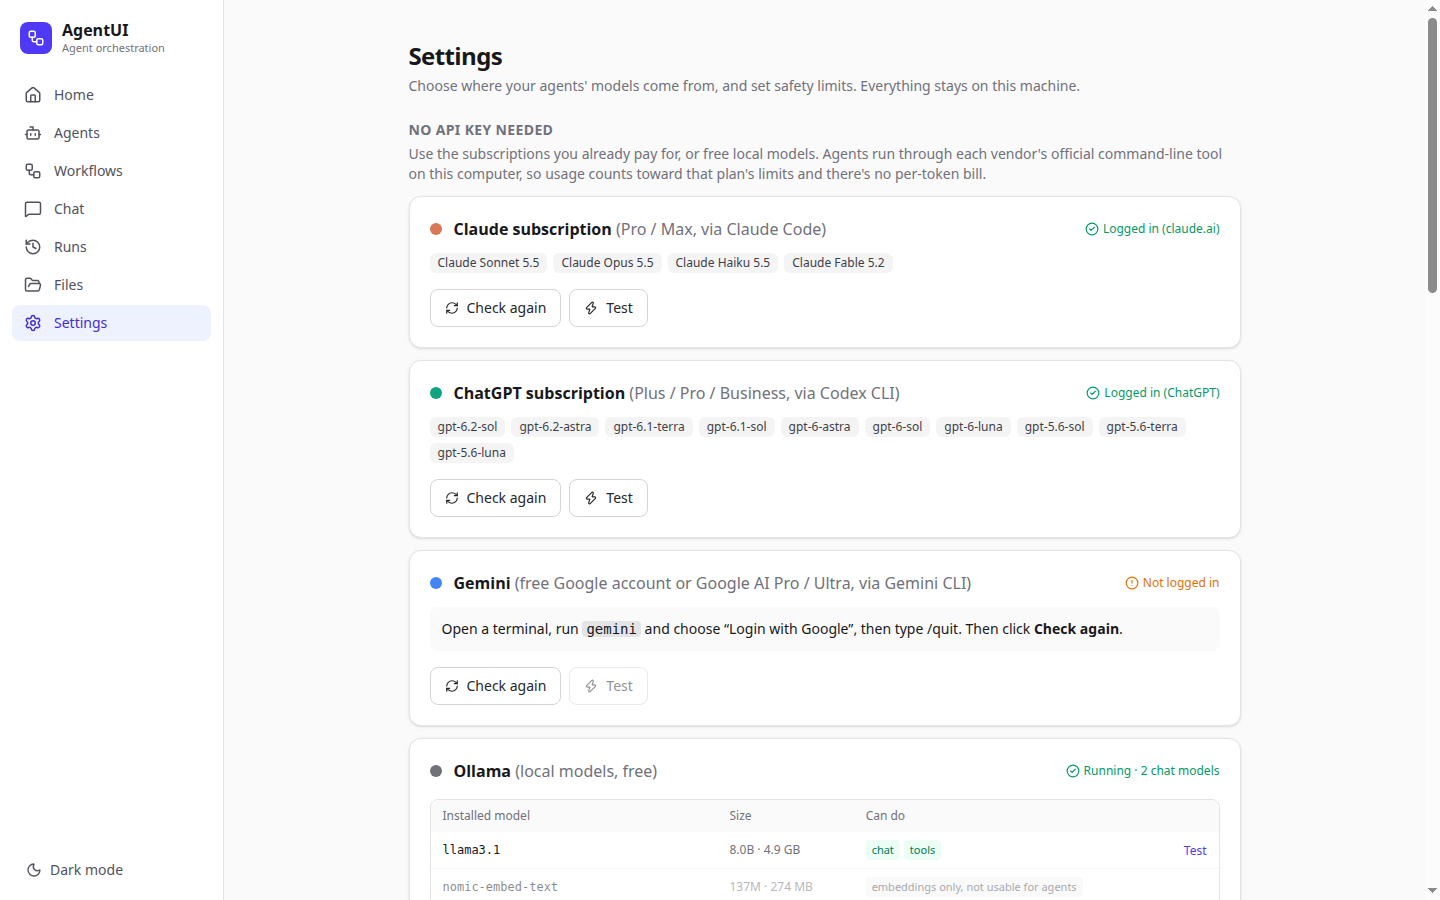 AgentUI
Agent orchestration
Home
Agents
Workflows
Chat
Runs
Files
Settings
Dark mode
Settings
Choose where your agents' models come from, and set safety limits. Everything stays on this machine.
NO API KEY NEEDED
Use the subscriptions you already pay for, or free local models. Agents run through each vendor's official command-line tool
on this computer, so usage counts toward that plan's limits and there's no per-token bill.
Claude subscription (Pro / Max, via Claude Code) Logged in (claude.ai)
Claude Sonnet 5.5 Claude Opus 5.5 Claude Haiku 5.5 Claude Fable 5.2
Check again Test
ChatGPT subscription (Plus / Pro / Business, via Codex CLI) Logged in (ChatGPT)
gpt-6.2-sol gpt-6.2-astra gpt-6.1-terra gpt-6.1-sol gpt-6-astra gpt-6-sol gpt-6-luna gpt-5.6-sol gpt-5.6-terra
gpt-5.6-luna
Check again Test
Gemini (free Google account or Google AI Pro / Ultra, via Gemini CLI) Not logged in
Open a terminal, run gemini and choose “Login with Google”, then type /quit. Then click Check again.
Check again Test
Ollama (local models, free) Running · 2 chat models
Installed model Size Can do
llama3.1 8.0B · 4.9 GB chat tools Test
nomic-embed-text 137M · 274 MB embeddings only, not usable for agents